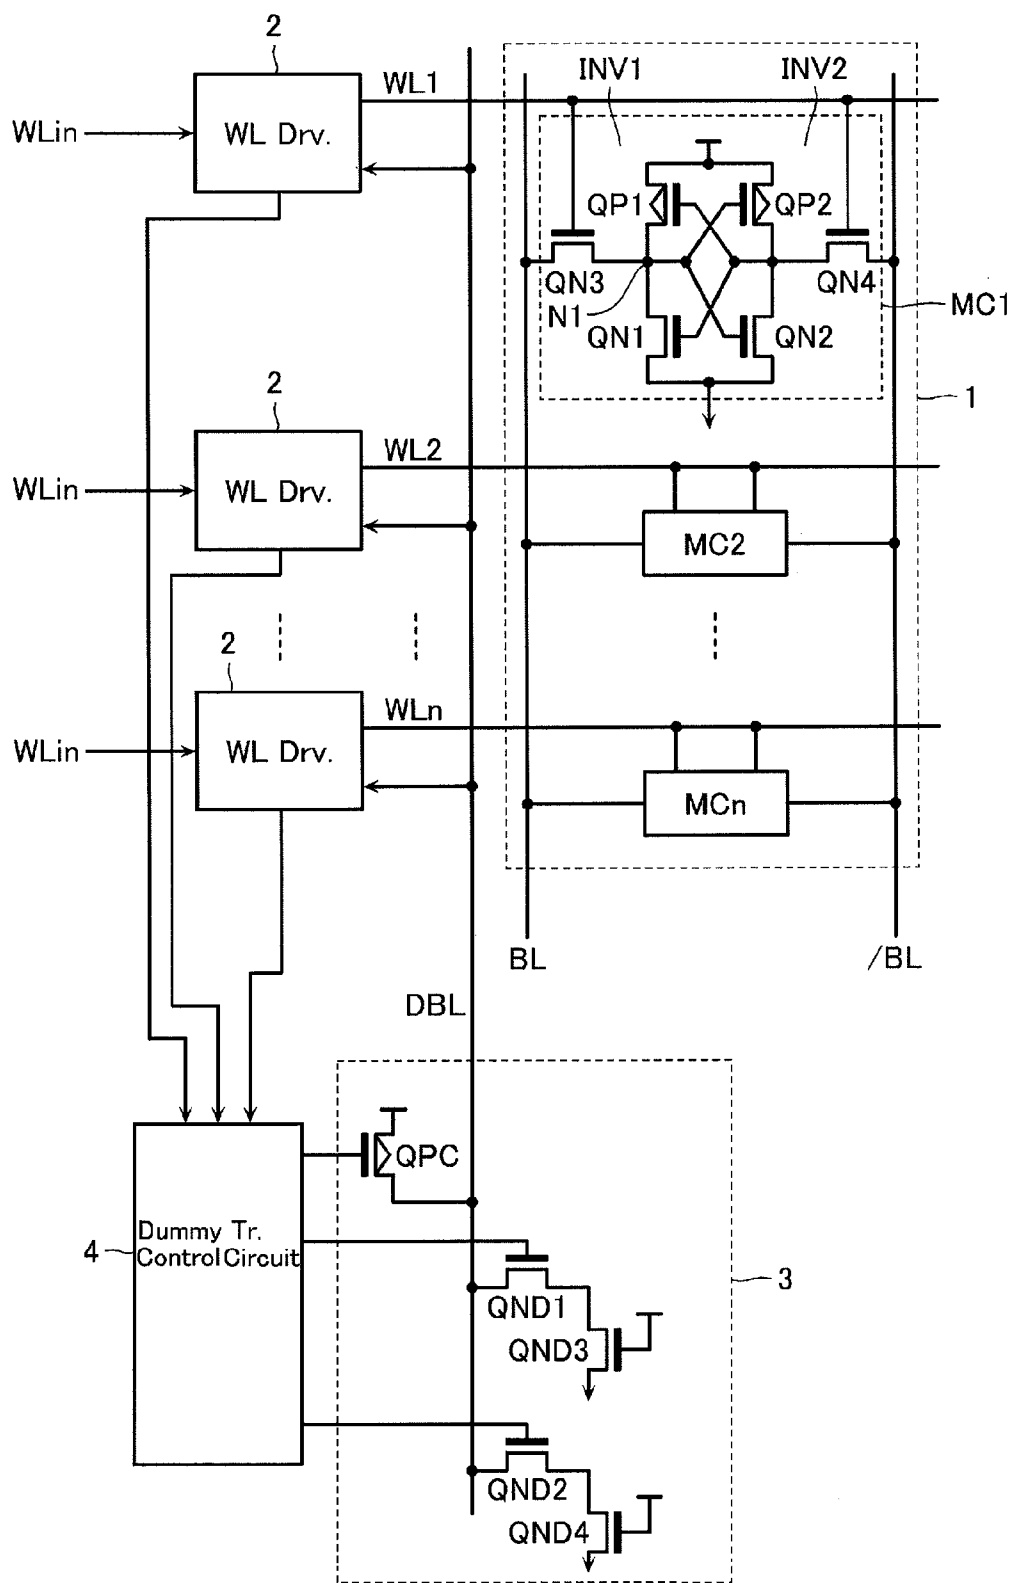 2
INV1
INV2
WL1
WLin
WL Drv.
QP1
QP2
QN3
QN4
N1
MC1
QN1
QN2
2
1
WL2
WLin
WL Drv.
MC2
2
WLn
WLin
WL Drv.
MCn
BL
/BL
DBL
QPC
Dummy Tr.
Control Circuit
4
3
QND1
QND3
QND2
QND4